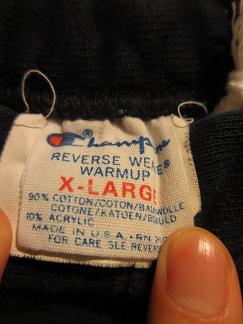 Champion
REVERSE WEAVE®
WARMUP
X-LARGE
90% COTTON/COTON/BAUMWOLLE
COTONE/KATOEN/
10% ACRYLIC
MADE IN U.S.A. RN
FOR CARE SEE REVERSE